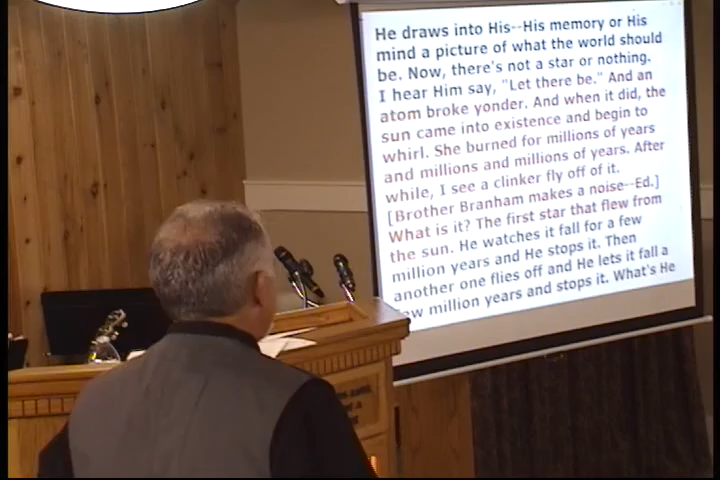 He draws into His--His memory or His
mind a picture of what the world should
be. Now, there's not a star or nothing.
I hear Him say, "Let there be." And an
atom broke yonder. And when it did, the
sun came into existence and begin to
whirl. She burned for millions of years
and millions and millions of years. After
while, I see a clinker fly off of it.
[Brother Branham makes a noise--Ed.]
What is it? The first star that flew from
the sun. He watches it fall for a few
million years and He stops it. Then
another one flies off and He lets it fall a
few million years and stops it. What's He